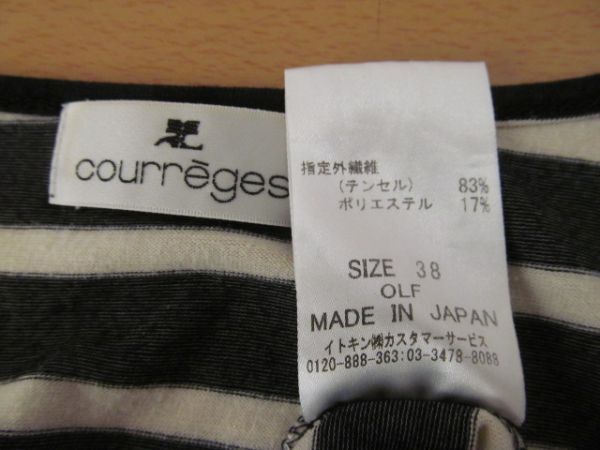 courrēges
指定外繊維
(テンセル) 83%
ポリエステル 17%
SIZE 38
OLF
MADE IN JAPAN
イトキン㈱カスタマーサービス
0120-888-363:03-3478-8088